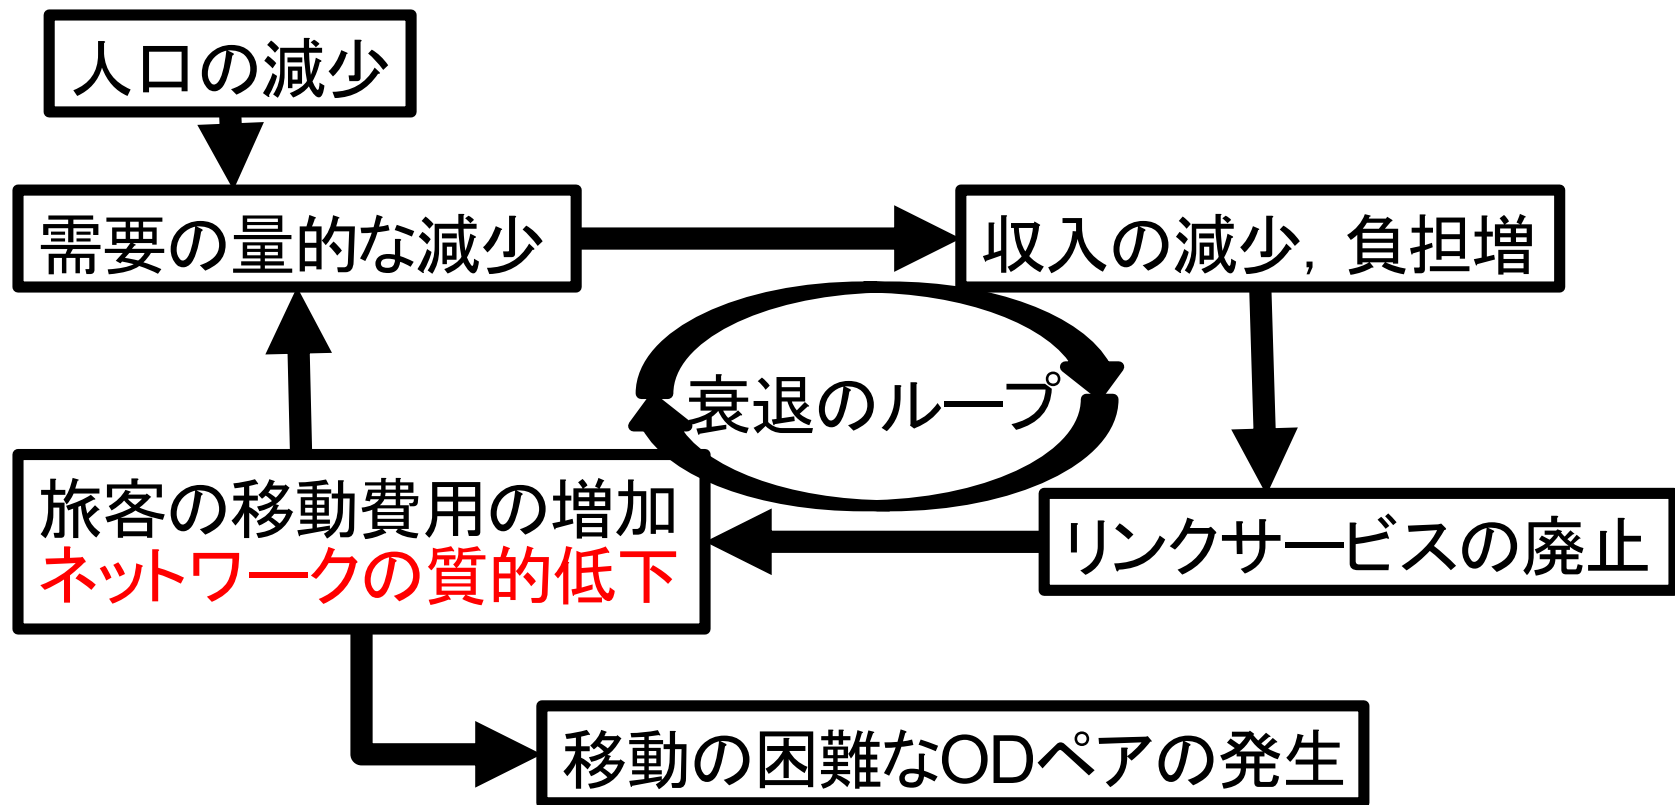 人口の減少
需要の量的な減少
収入の減少，負担増
衰退のループ
旅客の移動費用の増加
ネットワークの質的低下
リンクサービスの廃止
移動の困難なODペアの発生